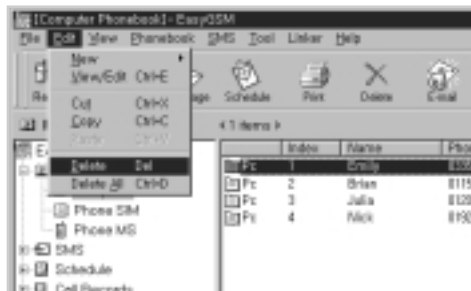 [Computer Phonebook] - EasyGSM
File Edit View Phonebook SMS Tool Linker Help
New
View/Edit Ctrl+E
Cut Ctrl+X
Copy Ctrl+C
Paste Ctrl+V
Delete Del
Delete All Ctrl+D
Schedule Print Delete E-mail
Index Name
Pc 1 Emily
Pc 2 Brian
Pc 3 Julia
Pc 4 Nick
Phone SIM
Phone MS
SMS
Schedule
Call Records